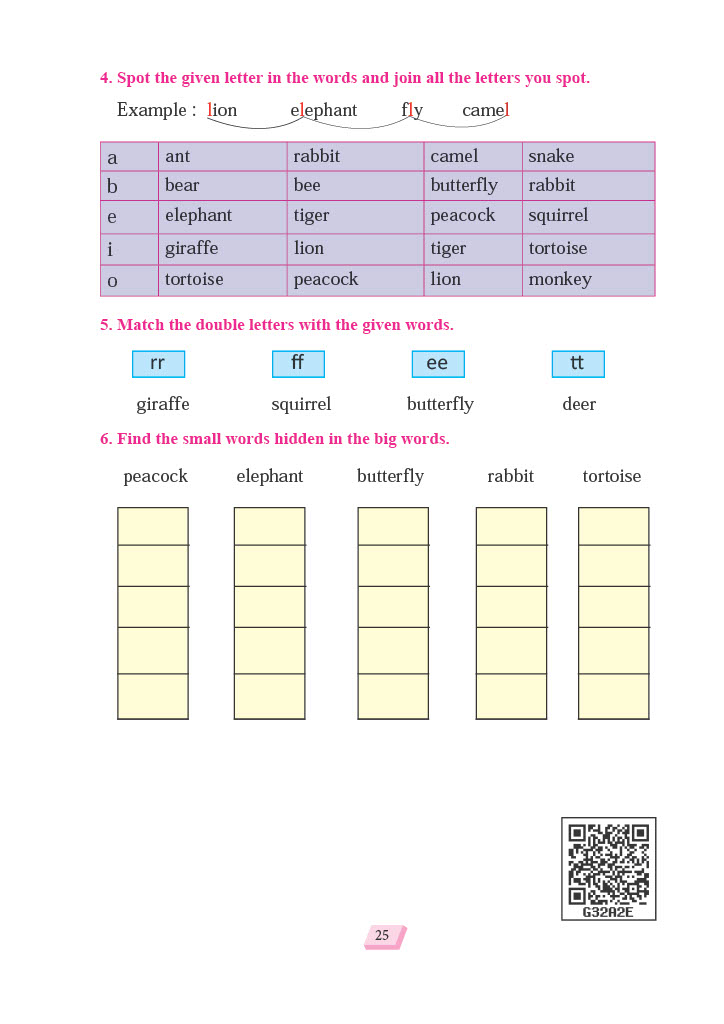 4. Spot the given letter in the words and join all the letters you spot.
Example : lion elephant fly camel
a ant rabbit camel snake
b bear bee butterfly rabbit
e elephant tiger peacock squirrel
i giraffe lion tiger tortoise
o tortoise peacock lion monkey
5. Match the double letters with the given words.
rr ff ee tt
giraffe squirrel butterfly deer
6. Find the small words hidden in the big words.
peacock elephant butterfly rabbit tortoise
G32A2E
25